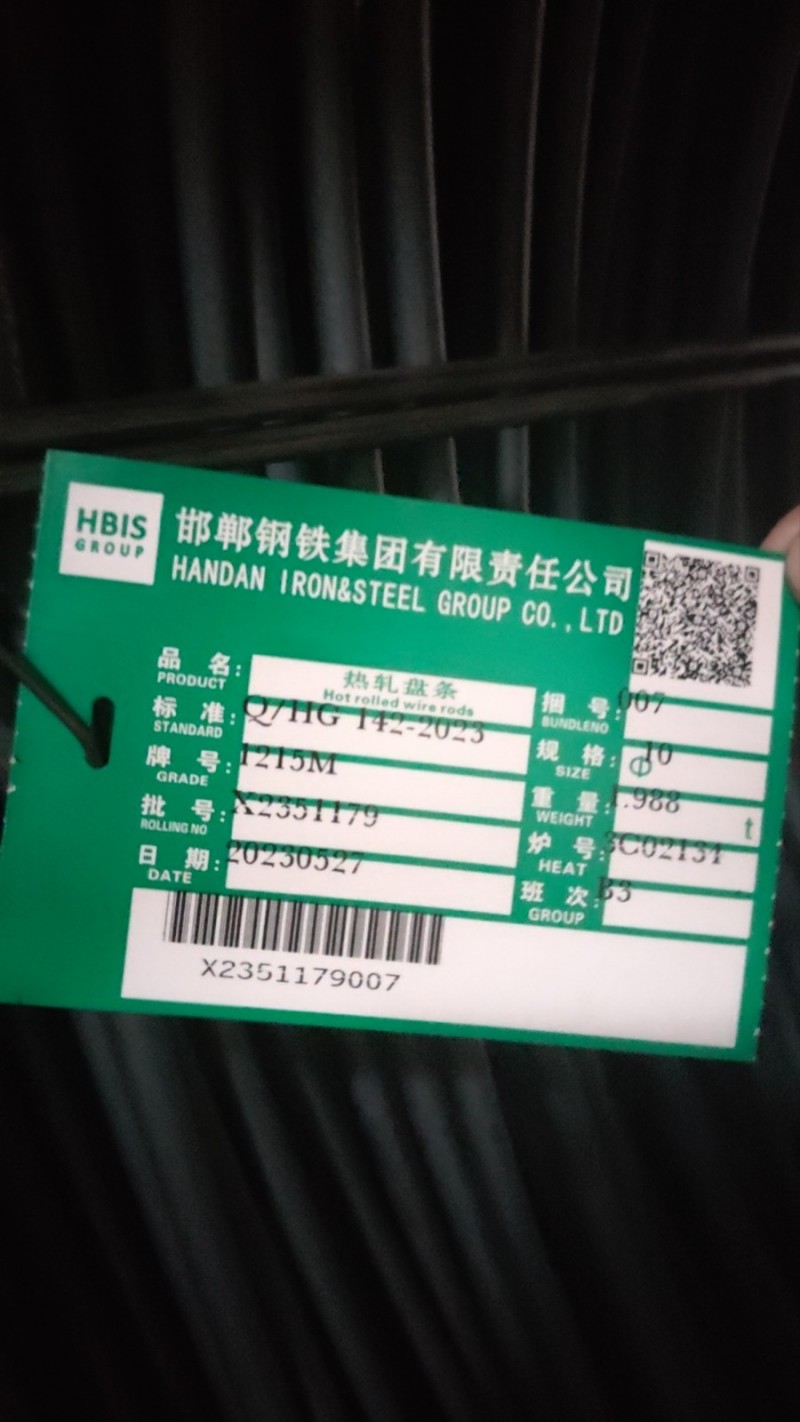 HBIS
GROUP
邯郸钢铁集团有限责任公司
HANDAN IRON&STEEL GROUP CO.,LTD
品 名: 热轧盘条
PRODUCT Hot rolled wire rods
标 准: Q/HG 142-2023
STANDARD
牌 号: 1215M
GRADE
批 号: X2351179
ROLLING NO
日 期: 20230527
DATE
捆 号: 007
BUNDLENO
规 格: Φ 10
SIZE
重 量: 1.988 t
WEIGHT
炉 号: 3C02134
HEAT
班 次: B3
GROUP
X2351179007